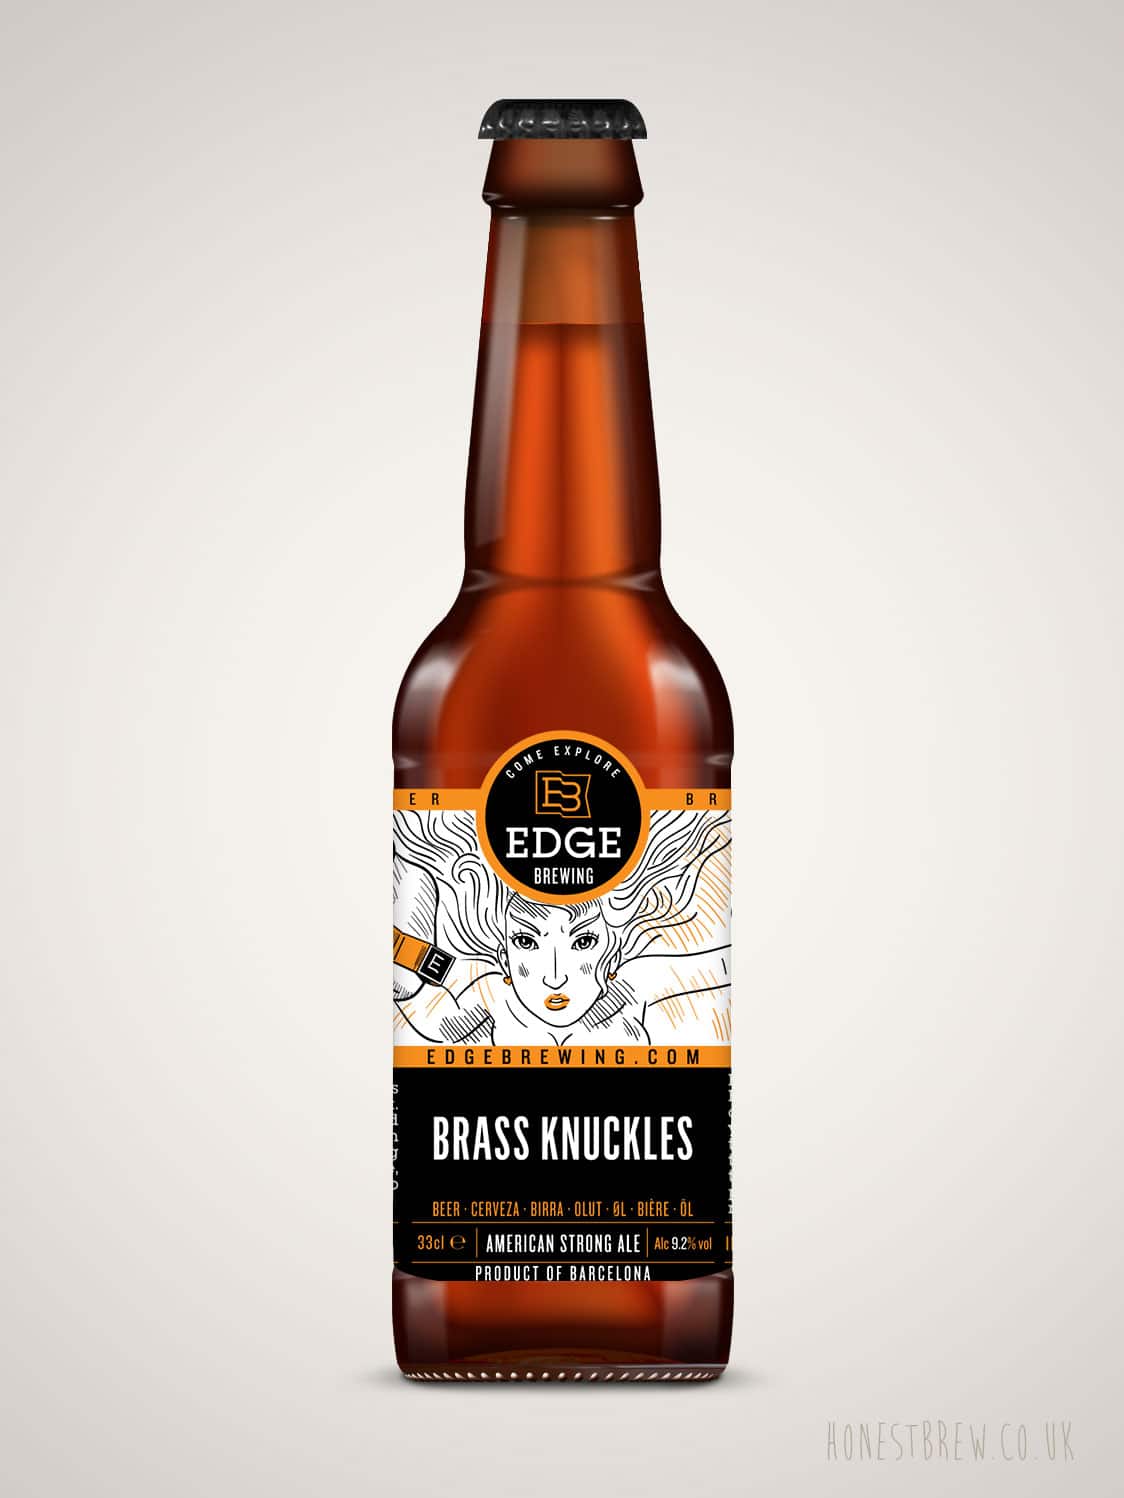 COME EXPLORE
EB
EDGE
BREWING
ER
BR
E
EDGEBREWING.COM
BRASS KNUCKLES
BEER · CERVEZA · BIRRA · OLUT · ØL · BIÈRE · ÖL
33cl ℮ AMERICAN STRONG ALE Alc 9.2% vol
PRODUCT OF BARCELONA
HONESTBREW.CO.UK